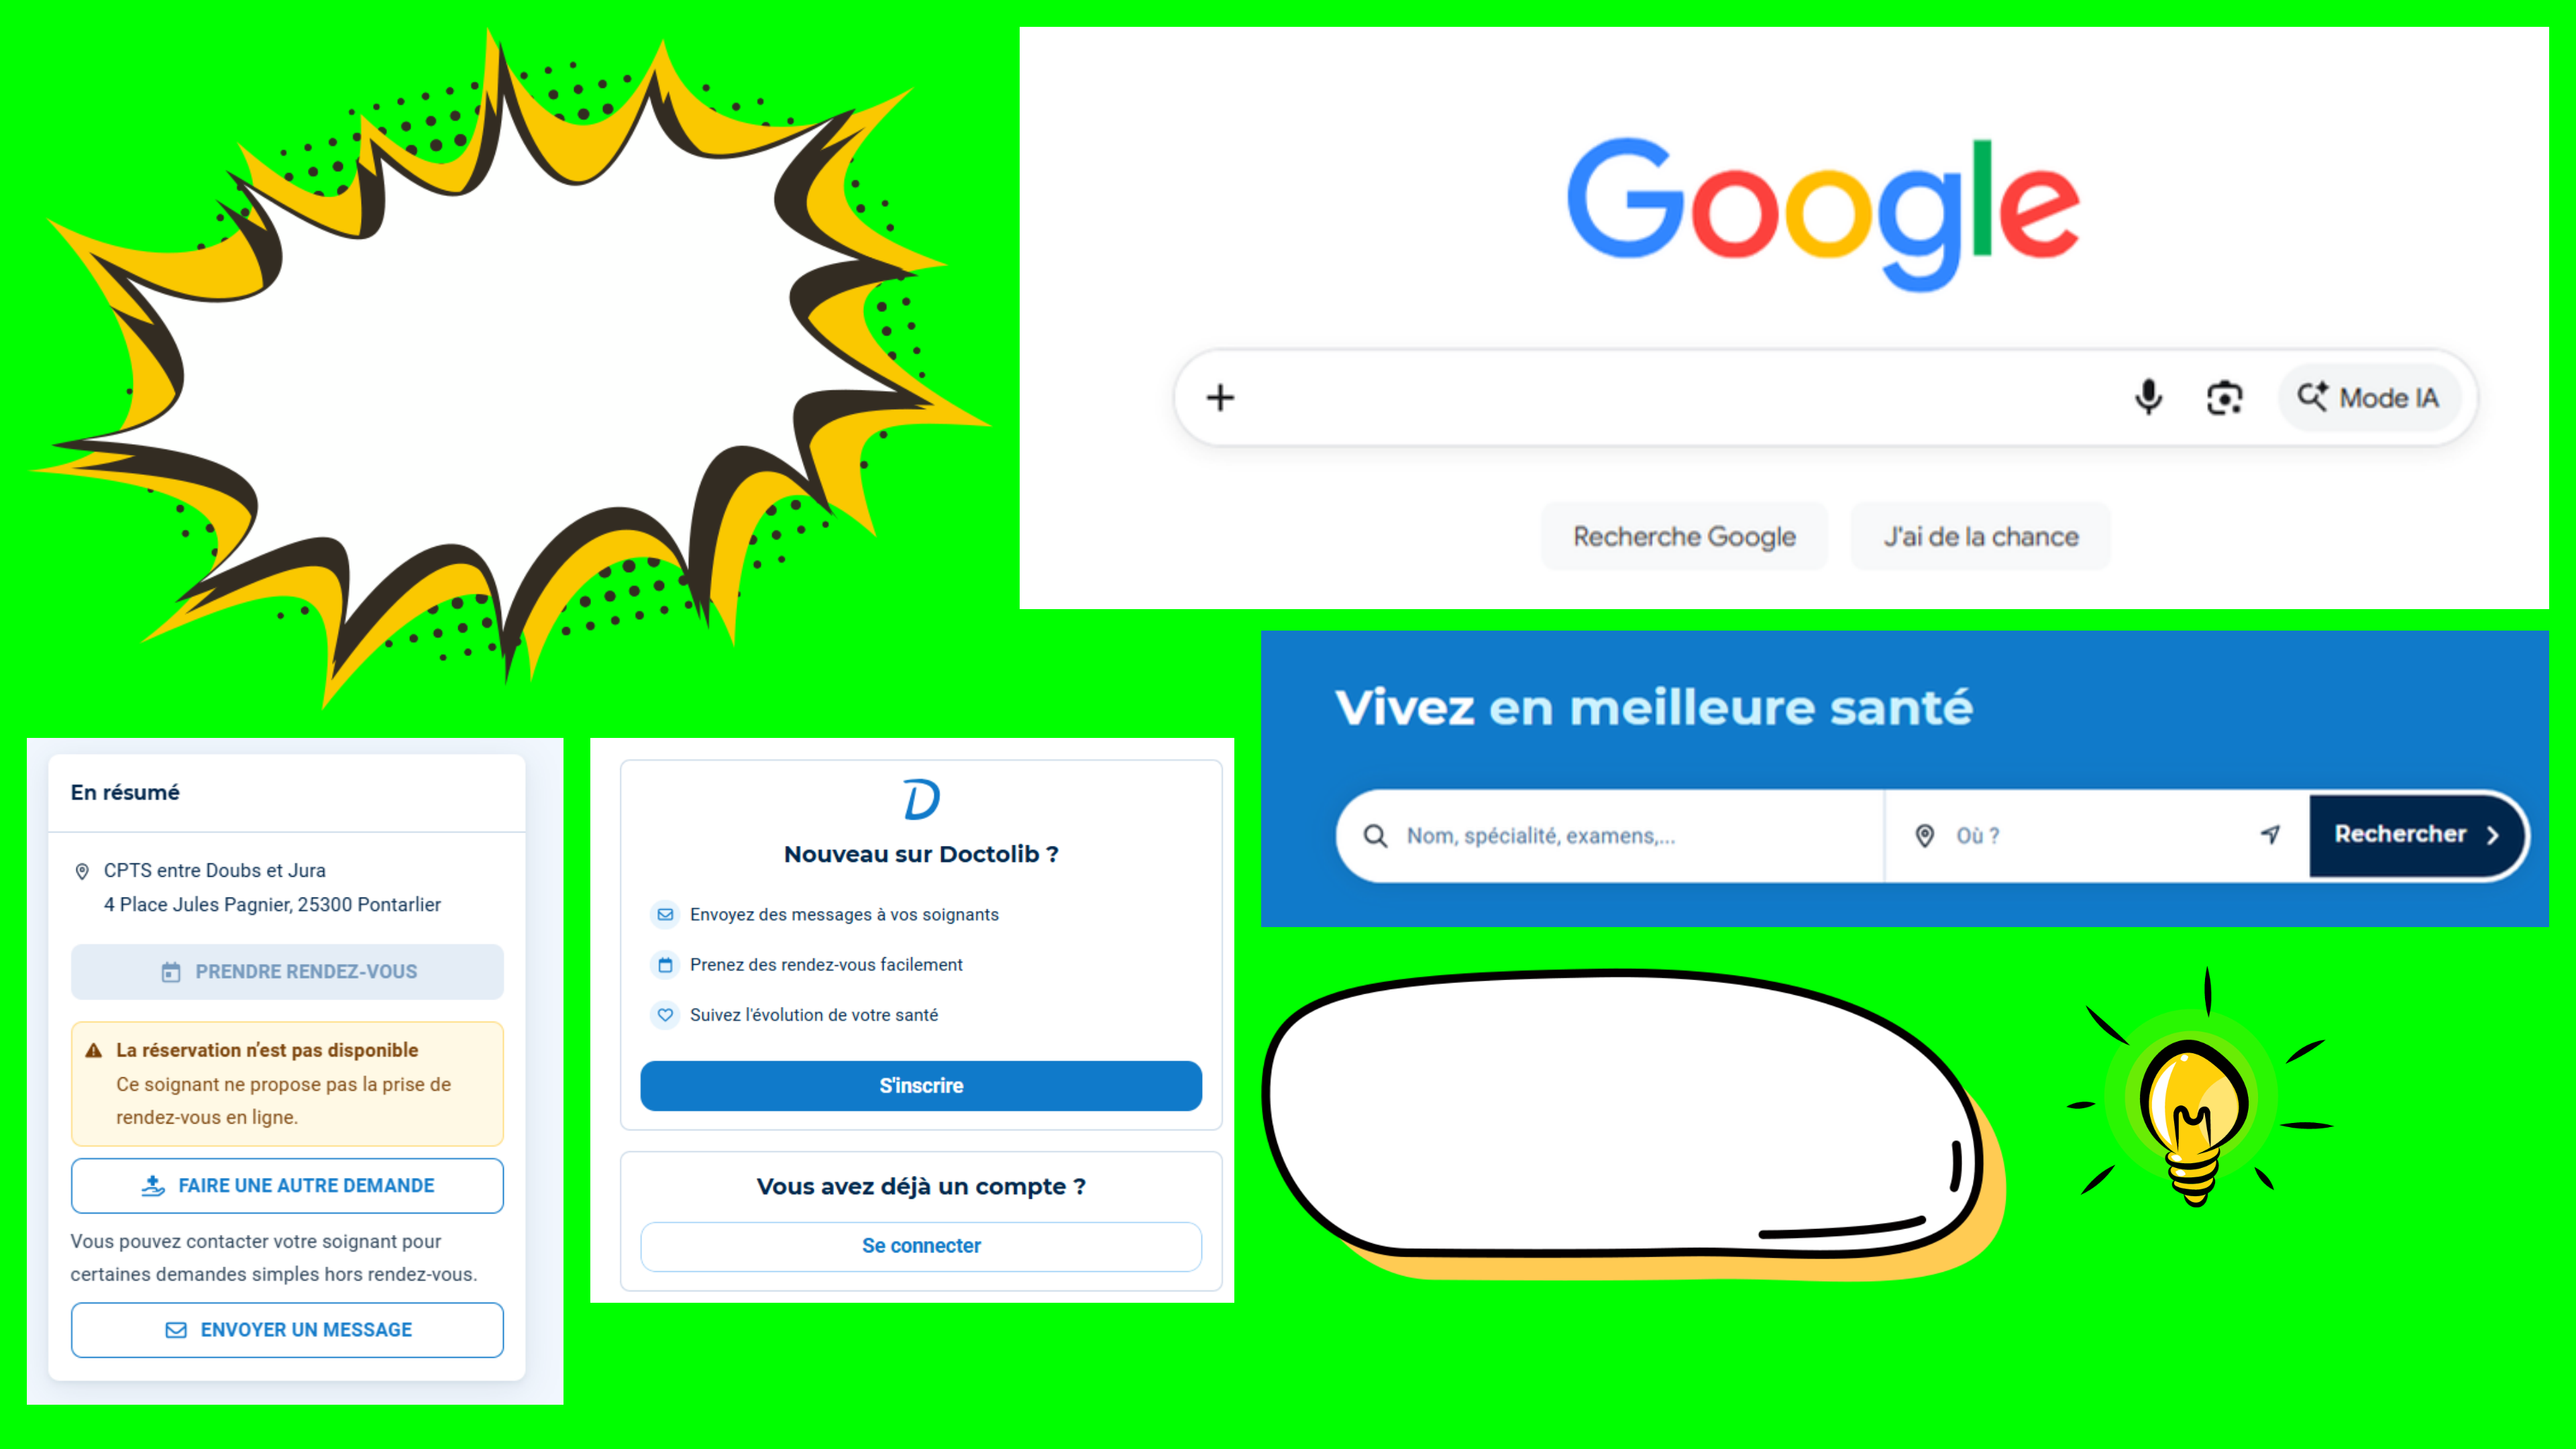 Google
Mode IA
Recherche Google
J'ai de la chance
Vivez en meilleure santé
Nom, spécialité, examens,...
Où ?
Rechercher
En résumé
CPTS entre Doubs et Jura
4 Place Jules Pagnier, 25300 Pontarlier
PRENDRE RENDEZ-VOUS
La réservation n’est pas disponible
Ce soignant ne propose pas la prise de
rendez-vous en ligne.
FAIRE UNE AUTRE DEMANDE
Vous pouvez contacter votre soignant pour
certaines demandes simples hors rendez-vous.
ENVOYER UN MESSAGE
D
Nouveau sur Doctolib ?
Envoyez des messages à vos soignants
Prenez des rendez-vous facilement
Suivez l'évolution de votre santé
S'inscrire
Vous avez déjà un compte ?
Se connecter